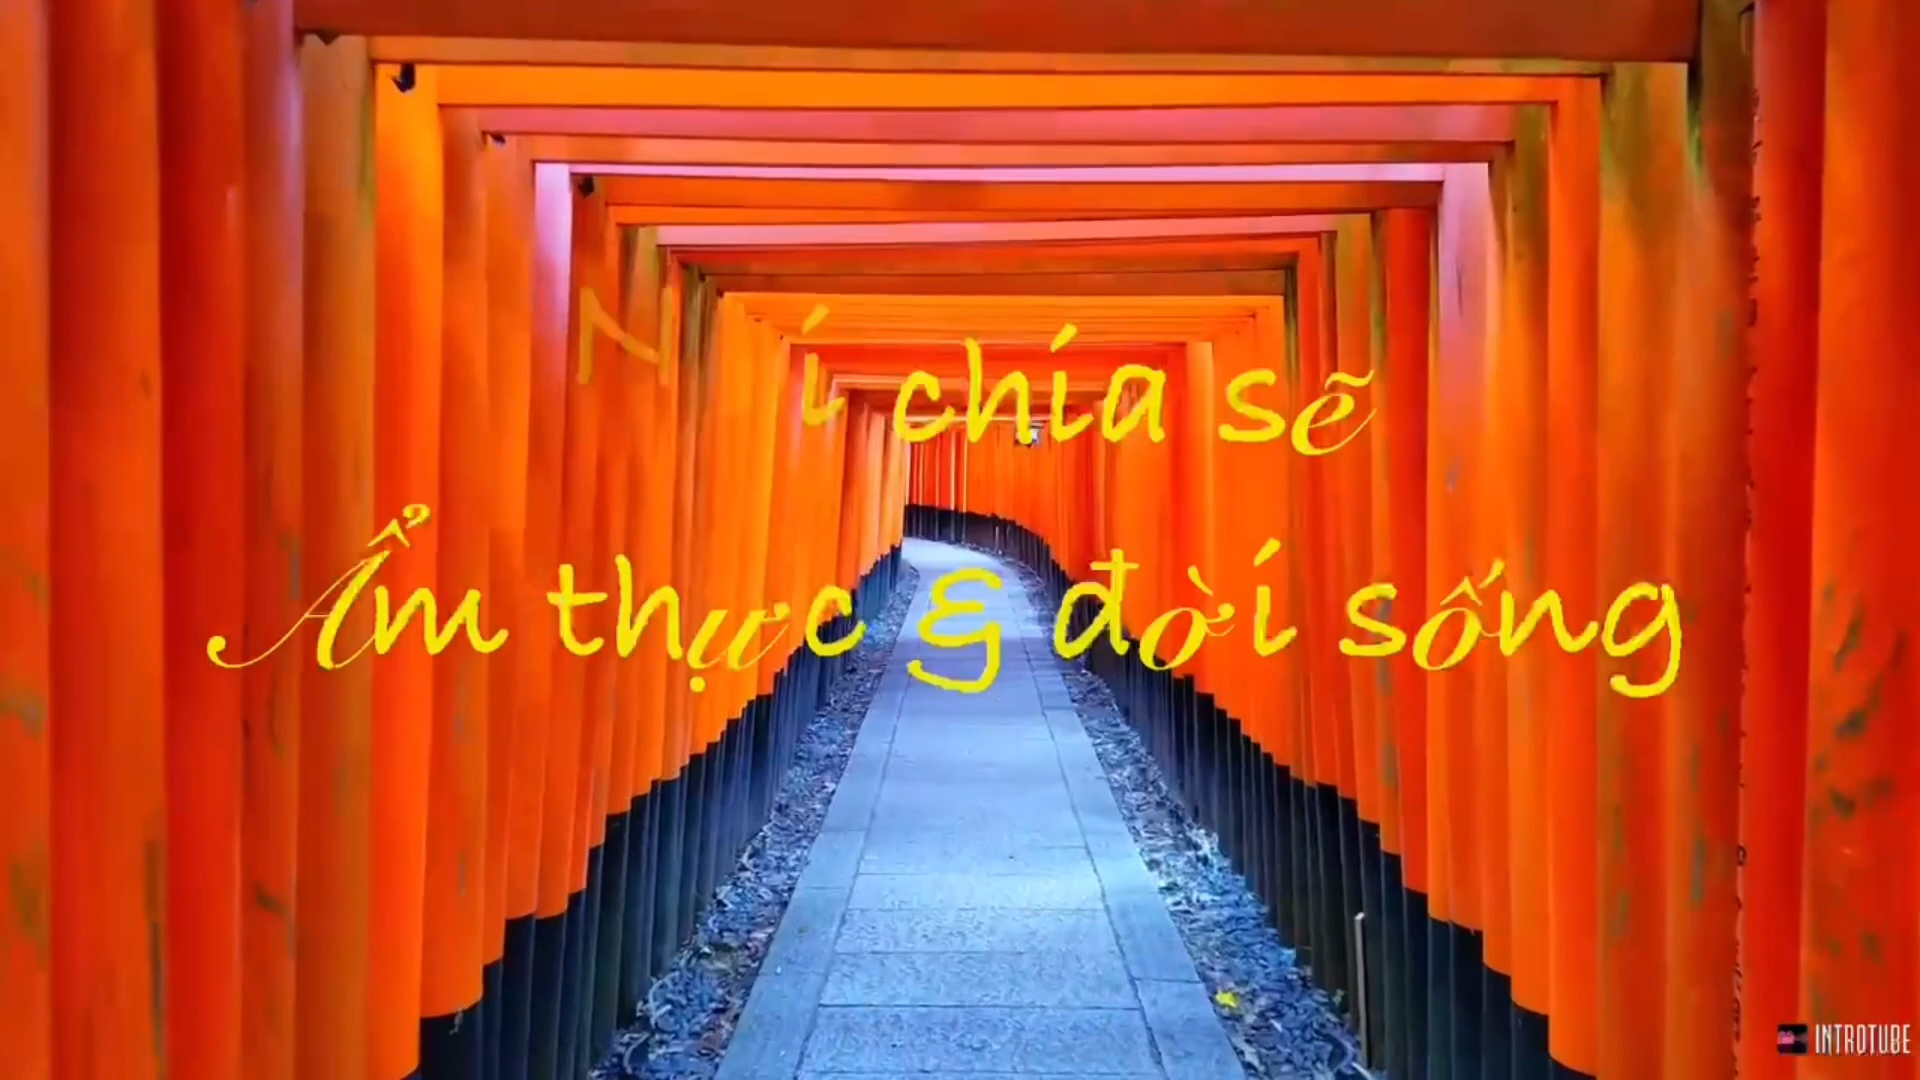 chia sẽ
Ẩm thực & đời sống
INTROTUBE